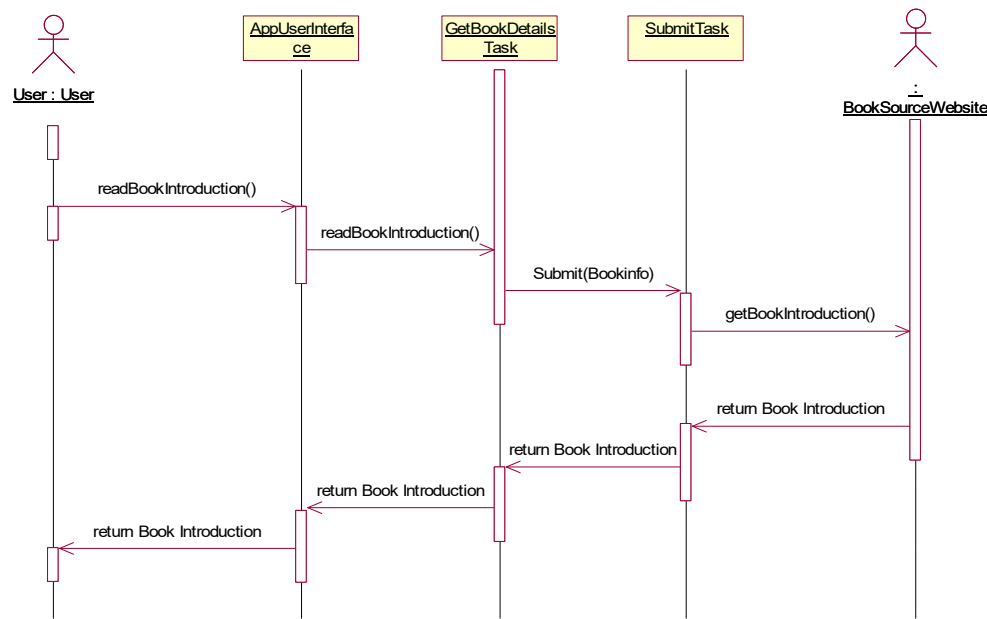 AppUserInterfa
ce
GetBookDetails
Task
SubmitTask
User : User
:
BookSourceWebsite
readBookIntroduction()
readBookIntroduction()
Submit(Bookinfo)
getBookIntroduction()
return Book Introduction
return Book Introduction
return Book Introduction
return Book Introduction